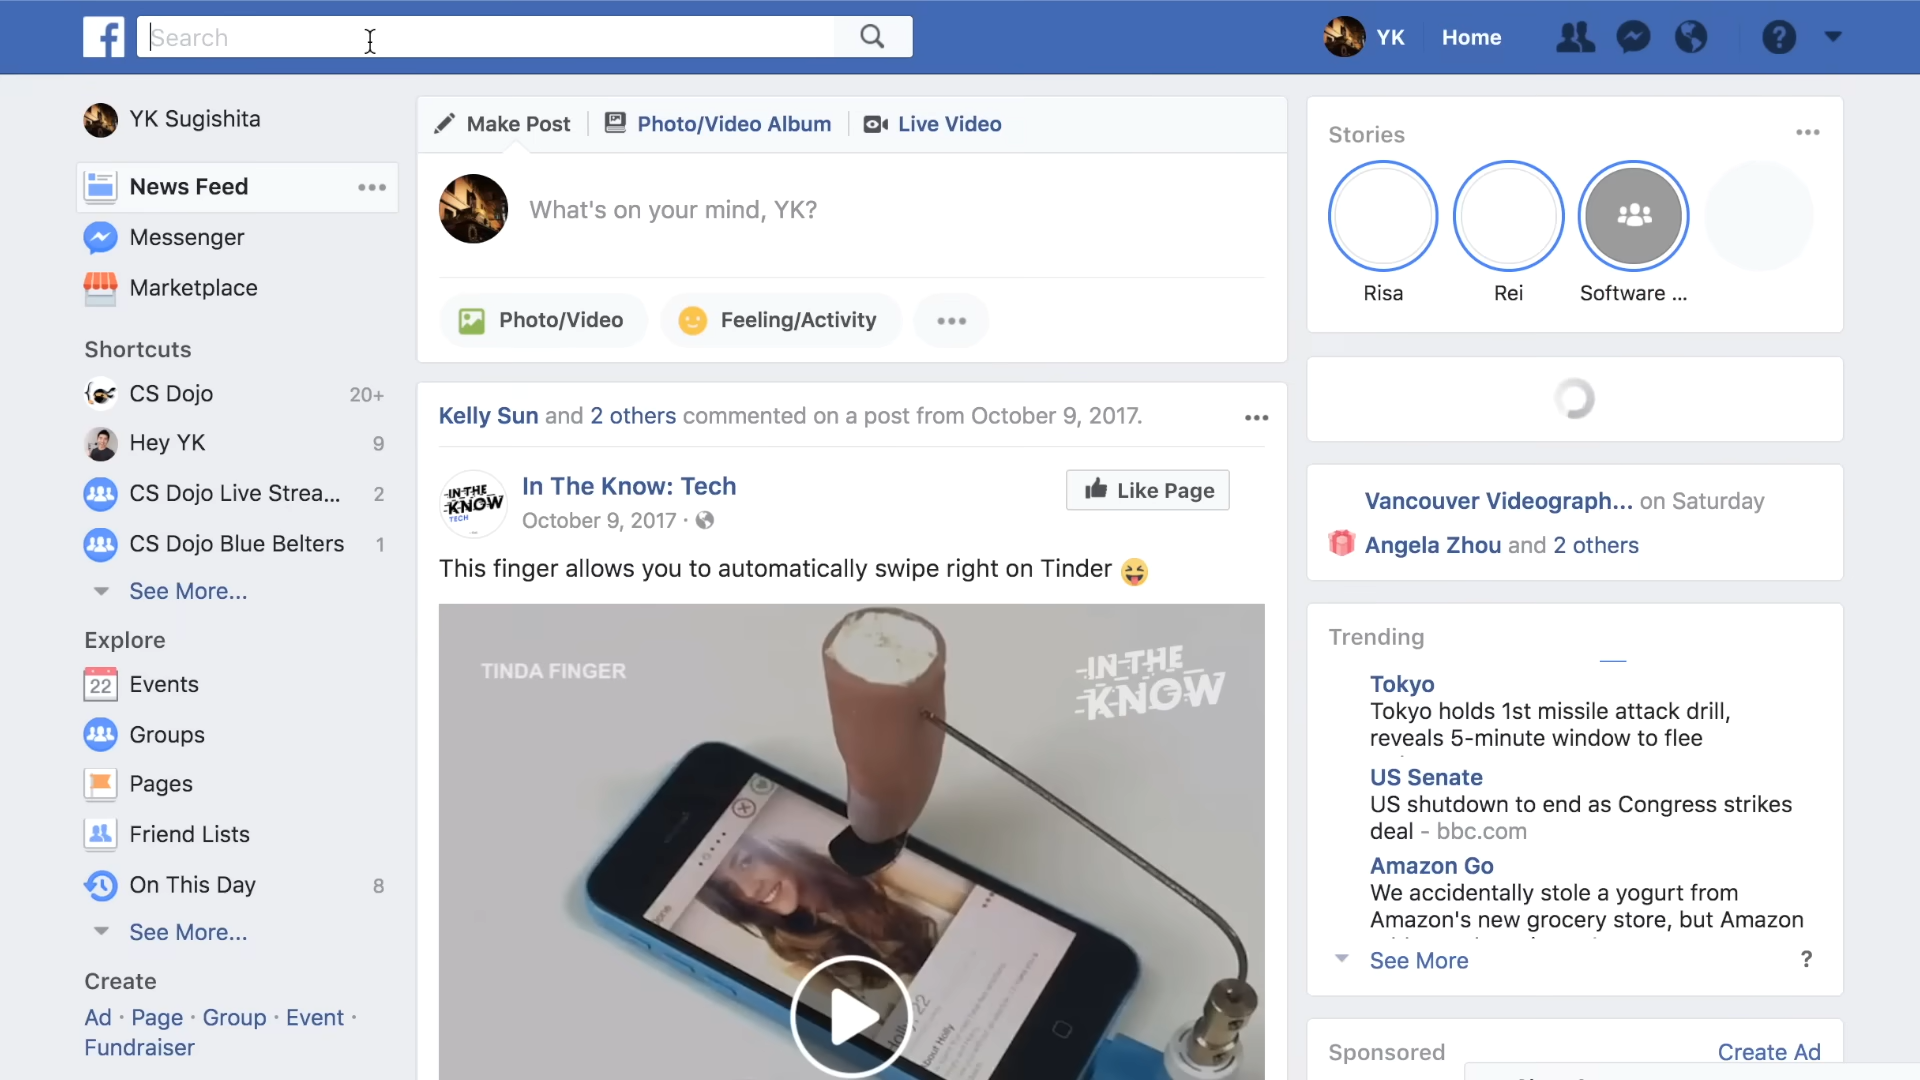 Search
YK
Home
YK Sugishita
News Feed
Messenger
Marketplace
Shortcuts
CS Dojo 20+
Hey YK 9
CS Dojo Live Strea... 2
CS Dojo Blue Belters 1
See More...
Explore
22 Events
Groups
Pages
Friend Lists
On This Day 8
See More...
Create
Ad · Page · Group · Event ·
Fundraiser
Make Post
Photo/Video Album
Live Video
What's on your mind, YK?
Photo/Video
Feeling/Activity
Kelly Sun and 2 others commented on a post from October 9, 2017.
IN THE
KNOW
TECH
In The Know: Tech
October 9, 2017 ·
Like Page
This finger allows you to automatically swipe right on Tinder
TINDA FINGER
IN THE
KNOW
Stories
Risa
Rei
Software ...
Vancouver Videograph... on Saturday
Angela Zhou and 2 others
Trending
Tokyo
Tokyo holds 1st missile attack drill,
reveals 5-minute window to flee
US Senate
US shutdown to end as Congress strikes
deal - bbc.com
Amazon Go
We accidentally stole a yogurt from
Amazon's new grocery store, but Amazon
See More
?
Sponsored
Create Ad